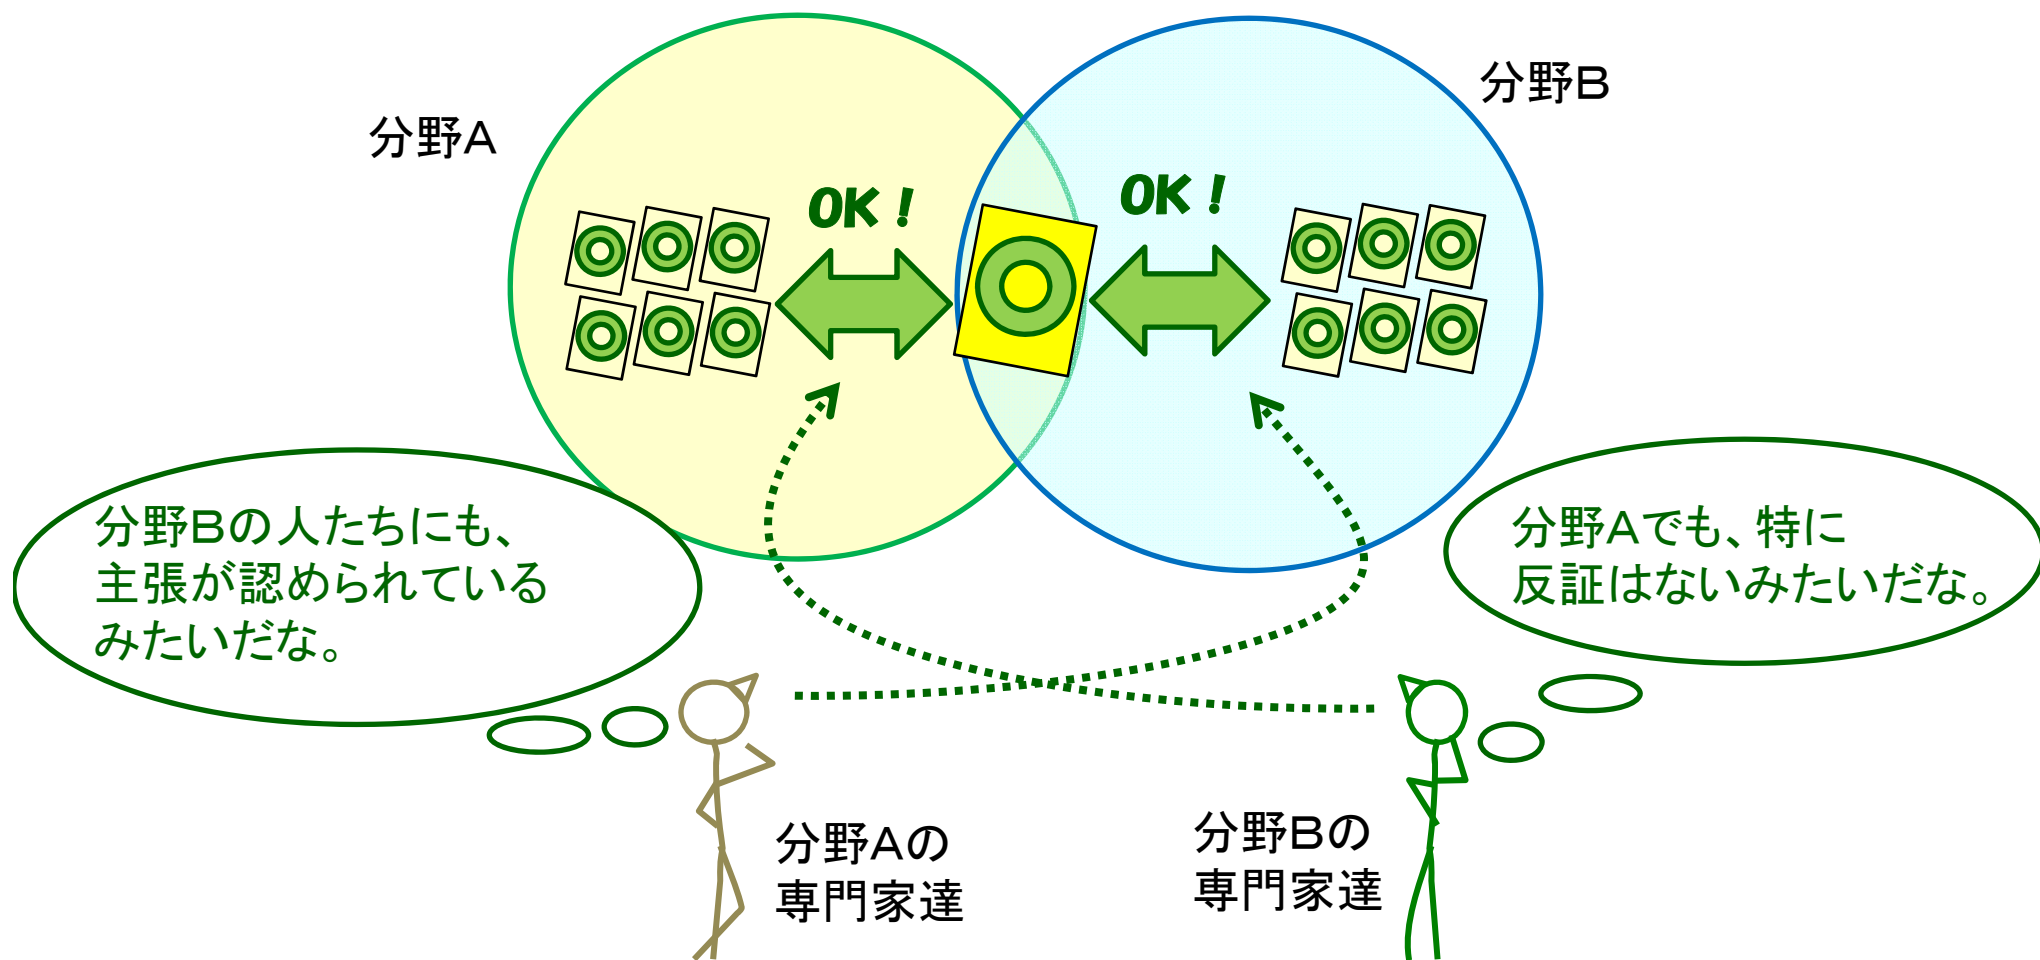 分野A
分野B
OK!
OK!
分野Bの人たちにも、
主張が認められている
みたいだな。
分野Aでも、特に
反証はないみたいだな。
分野Aの
専門家達
分野Bの
専門家達